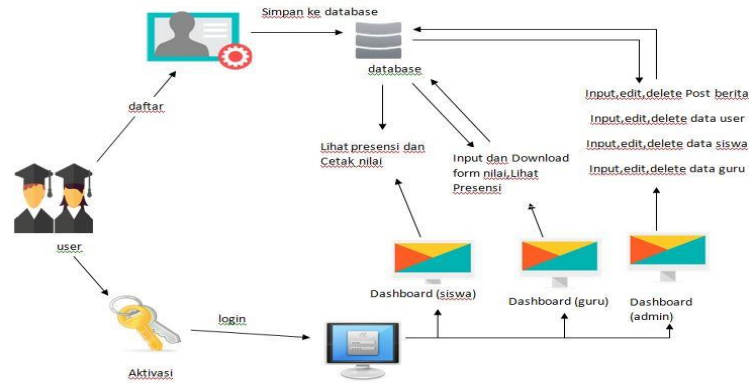 Simpan ke database
database
daftar
Input,edit,delete Post berita
Input,edit,delete data user
Input,edit,delete data siswa
Input,edit,delete data guru
Lihat presensi dan
Cetak nilai
Input dan Download
form nilai,Lihat
Presensi
user
Dashboard (siswa)
Dashboard (guru)
Dashboard
(admin)
login
Aktivasi